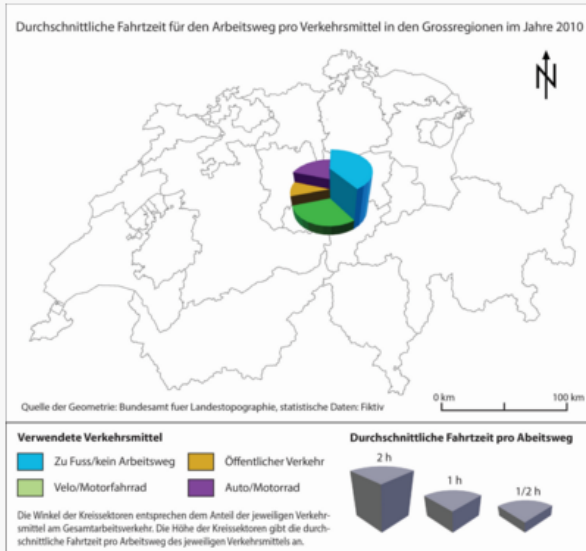 Durchschnittliche Fahrtzeit für den Arbeitsweg pro Verkehrsmittel in den Grossregionen im Jahre 2010
N
Quelle der Geometrie: Bundesamt fuer Landestopographie, statistische Daten: Fiktiv
0 km
100 km
Verwendete Verkehrsmittel
Zu Fuss/kein Arbeitsweg
Öffentlicher Verkehr
Velo/Motorfahrrad
Auto/Motorrad
Die Winkel der Kreissektoren entsprechen dem Anteil der jeweiligen Verkehr-
smittel am Gesamtarbeitsverkehr. Die Höhe der Kreissektoren gibt die durch-
schnittliche Fahrtzeit pro Arbeitsweg des jeweiligen Verkehrsmittels an.
Durchschnittliche Fahrtzeit pro Abeitsweg
2 h
1 h
1/2 h